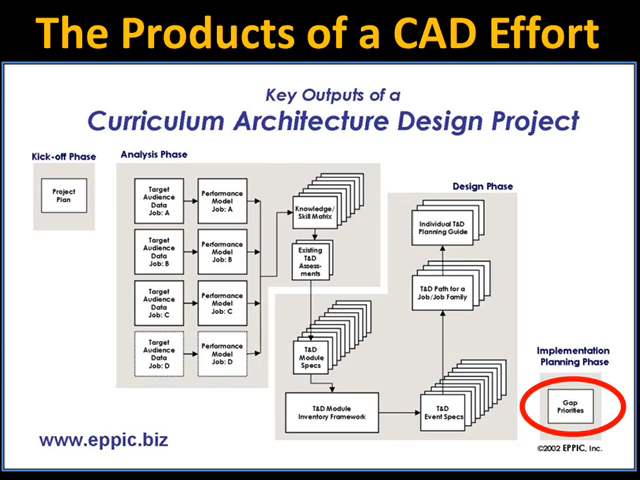 The Products of a CAD Effort
Key Outputs of a
Curriculum Architecture Design Project
Kick-off Phase
Project
Plan
Analysis Phase
Target
Audience
Data
Job: A
Performance
Model
Job: A
Target
Audience
Data
Job: B
Performance
Model
Job: B
Target
Audience
Data
Job: C
Performance
Model
Job: C
Target
Audience
Data
Job: D
Performance
Model
Job: D
Knowledge/
Skill Matrix
Existing
T&D
Assess-
ments
Design Phase
T&D
Module
Specs
T&D Module
Inventory Framework
T&D
Event Specs
T&D Path for a
Job/Job Family
Individual T&D
Planning Guide
Implementation
Planning Phase
Gap
Priorities
www.eppic.biz
©2002 EPPIC, Inc.